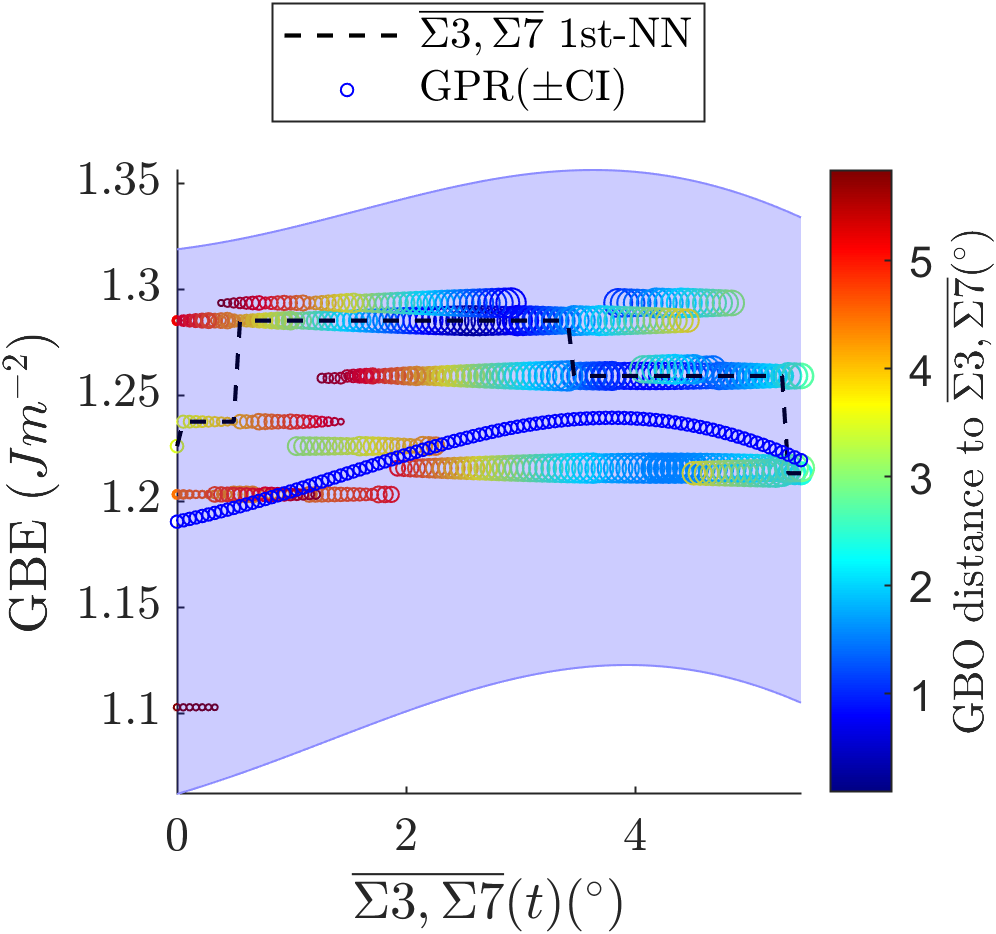 Σ3, Σ7 1st-NN
GPR(±CI)
GBE (Jm⁻²)
1.35
1.3
1.25
1.2
1.15
1.1
0
2
4
Σ3, Σ7(t)(°)
5
4
3
2
1
GBO distance to Σ3, Σ7(°)